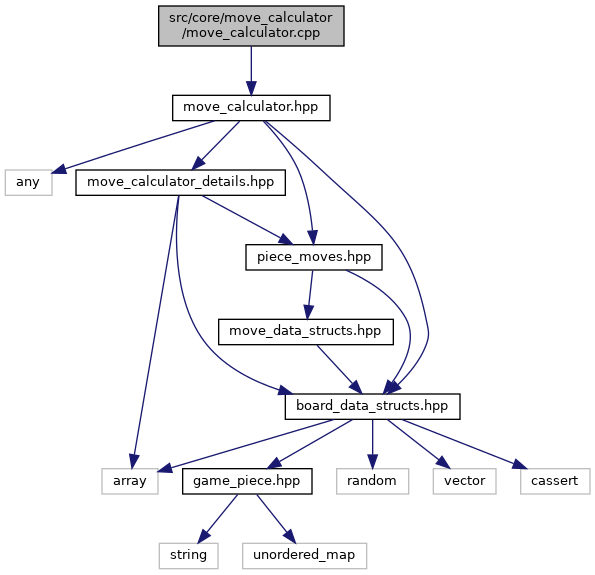 src/core/move_calculator
/move_calculator.cpp
move_calculator.hpp
any
move_calculator_details.hpp
piece_moves.hpp
move_data_structs.hpp
board_data_structs.hpp
array
game_piece.hpp
random
vector
cassert
string
unordered_map